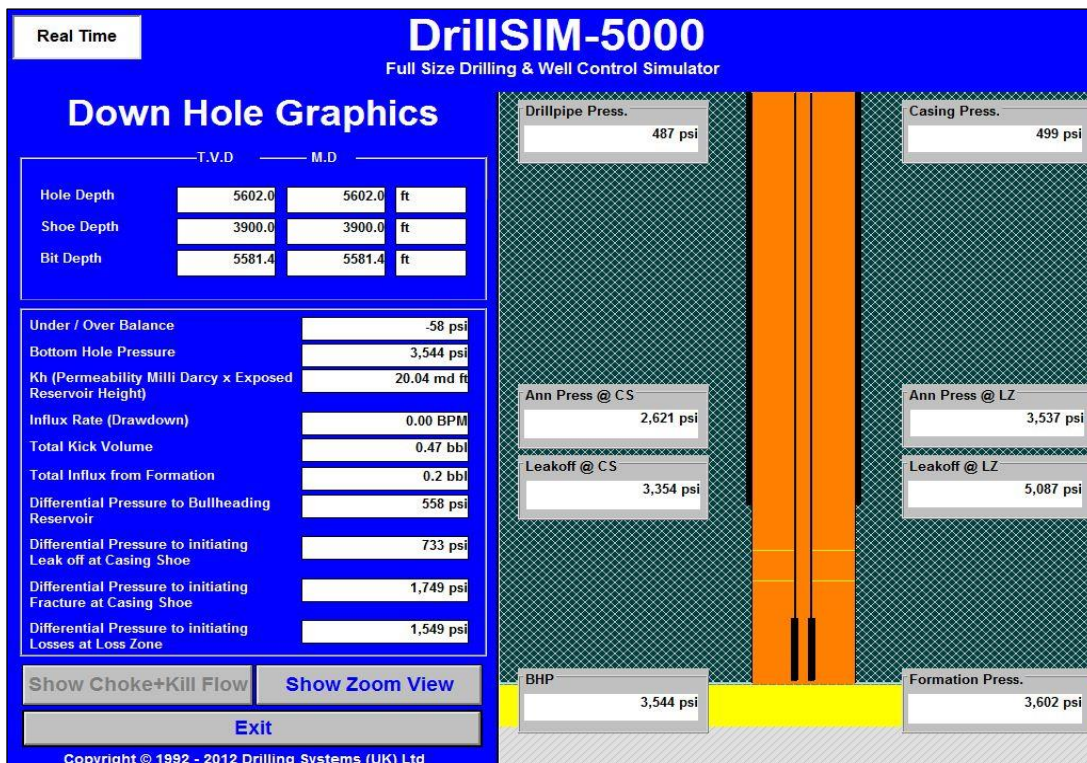 Real Time
DrillSIM-5000
Full Size Drilling & Well Control Simulator
Down Hole Graphics
T.V.D M.D
Hole Depth 5602.0 5602.0 ft
Shoe Depth 3900.0 3900.0 ft
Bit Depth 5581.4 5581.4 ft
Under / Over Balance -58 psi
Bottom Hole Pressure 3,544 psi
Kh (Permeability Milli Darcy x Exposed
Reservoir Height) 20.04 md ft
Influx Rate (Drawdown) 0.00 BPM
Total Kick Volume 0.47 bbl
Total Influx from Formation 0.2 bbl
Differential Pressure to Bullheading
Reservoir 558 psi
Differential Pressure to initiating
Leak off at Casing Shoe 733 psi
Differential Pressure to initiating
Fracture at Casing Shoe 1,749 psi
Differential Pressure to initiating
Losses at Loss Zone 1,549 psi
Show Choke+Kill Flow Show Zoom View
Exit
Copyright © 1992 - 2012 Drilling Systems (UK) Ltd
Drillpipe Press.
487 psi
Casing Press.
499 psi
Ann Press @ CS
2,621 psi
Ann Press @ LZ
3,537 psi
Leakoff @ CS
3,354 psi
Leakoff @ LZ
5,087 psi
BHP
3,544 psi
Formation Press.
3,602 psi